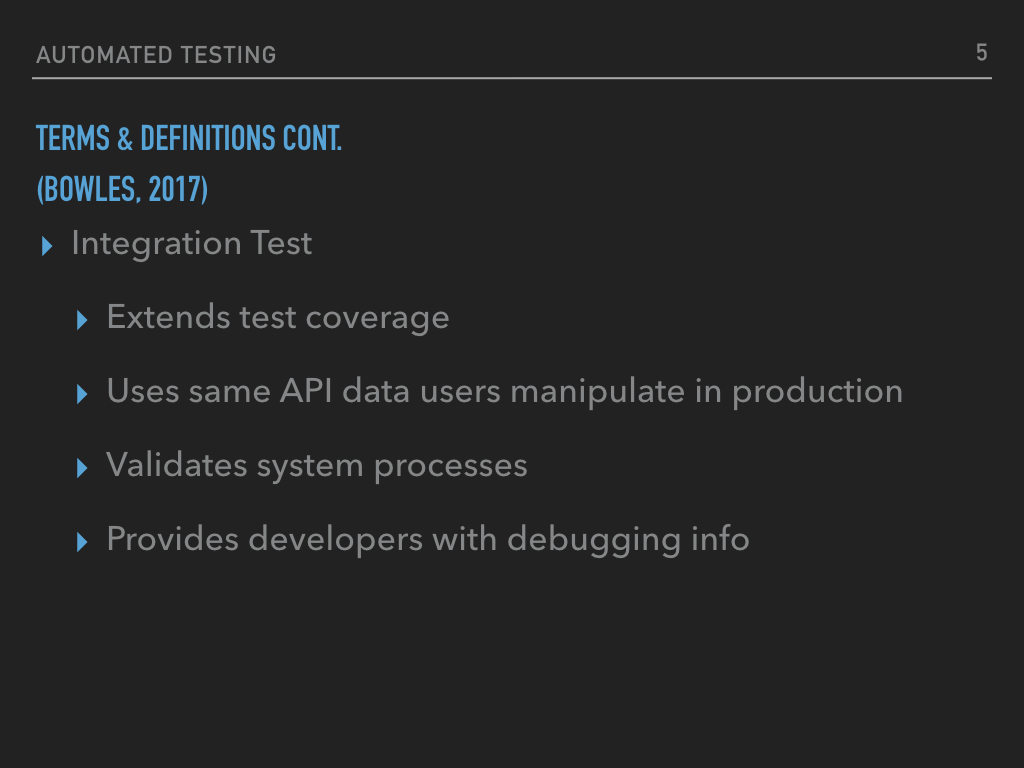 AUTOMATED TESTING 5
TERMS & DEFINITIONS CONT.
(BOWLES, 2017)
Integration Test
Extends test coverage
Uses same API data users manipulate in production
Validates system processes
Provides developers with debugging info